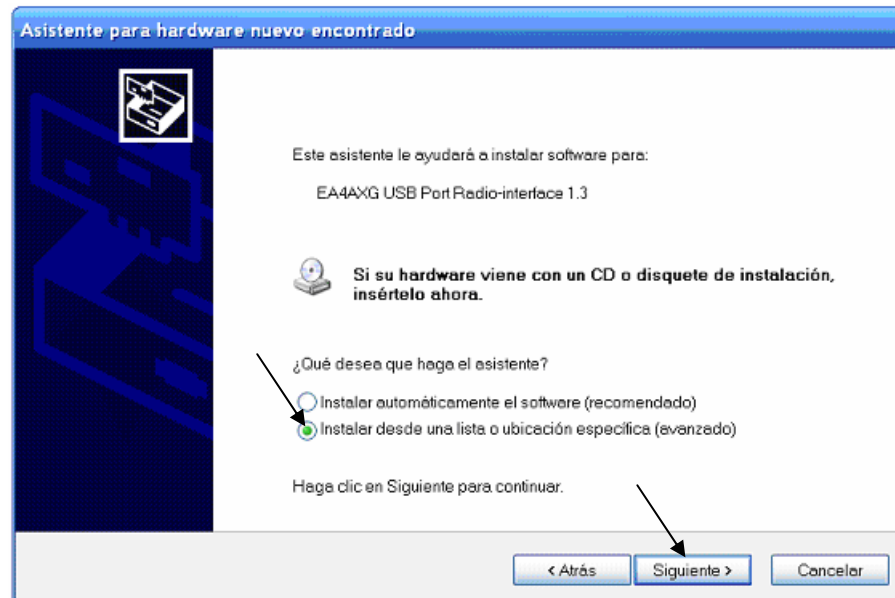 Asistente para hardware nuevo encontrado
Este asistente le ayudará a instalar software para:
EA4AXG USB Port Radio-interface 1.3
Si su hardware viene con un CD o disquete de instalación,
insértelo ahora.
¿Qué desea que haga el asistente?
Instalar automáticamente el software (recomendado)
Instalar desde una lista o ubicación específica (avanzado)
Haga clic en Siguiente para continuar.
< Atrás
Siguiente >
Cancelar